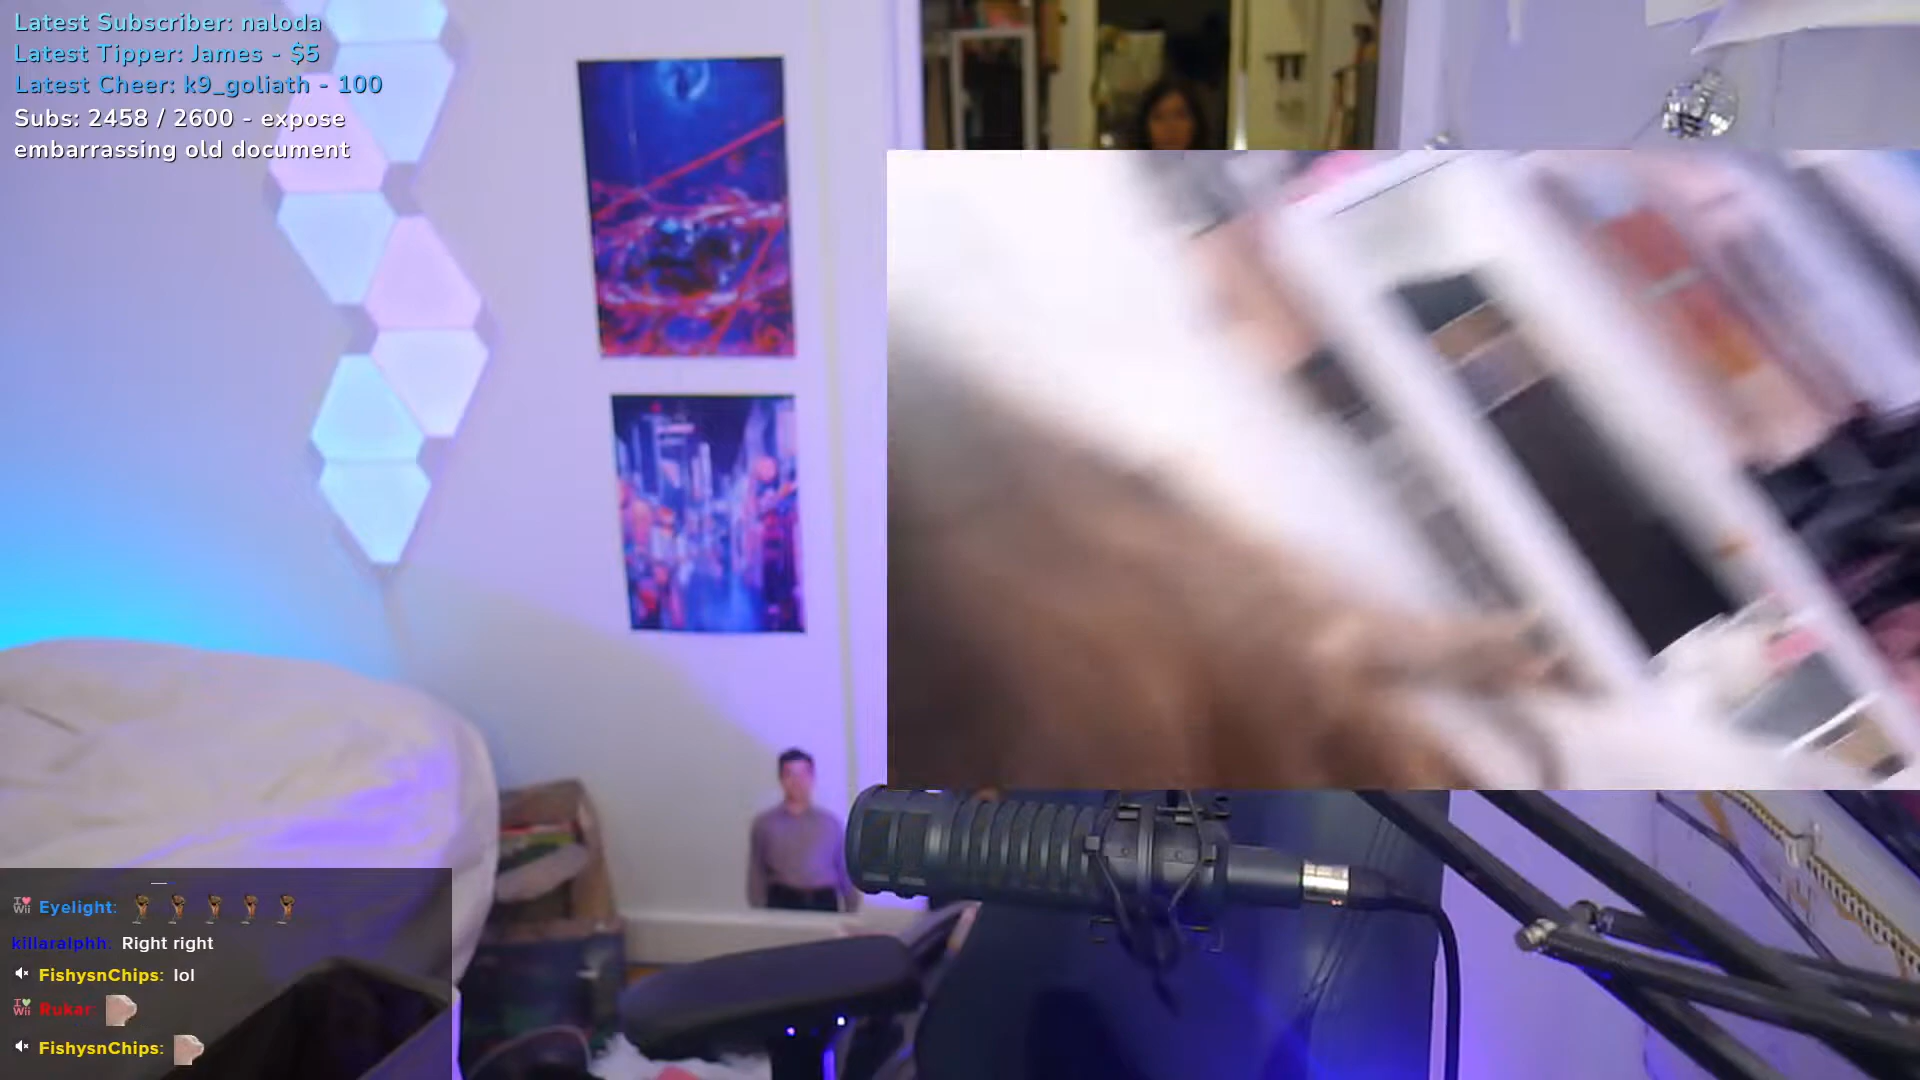 Latest Subscriber: naloda
Latest Tipper: James - $5
Latest Cheer: k9_goliath - 100
Subs: 2458 / 2600 - expose
embarrassing old document
Eyelight:
killaralphh: Right right
FishysnChips: lol
Rukar:
FishysnChips: